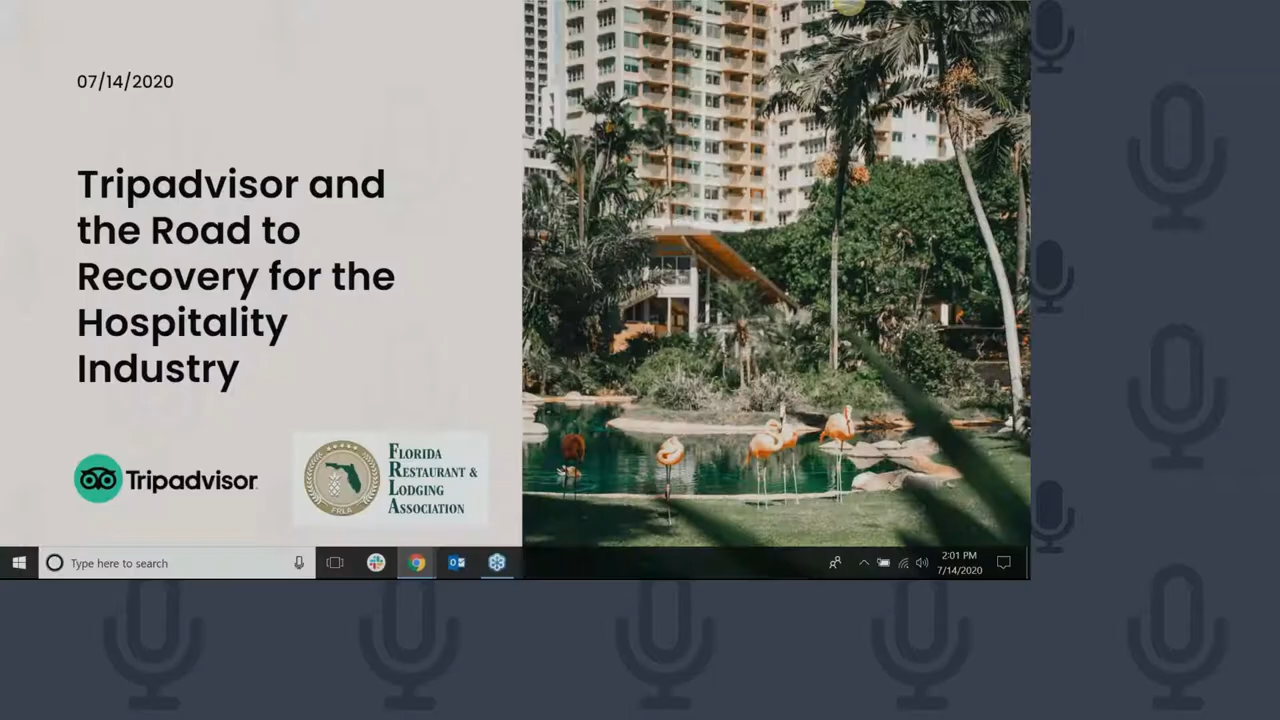 07/14/2020
Tripadvisor and
the Road to
Recovery for the
Hospitality
Industry
Tripadvisor
FRLA
FLORIDA
RESTAURANT &
LODGING
ASSOCIATION
Type here to search
2:01 PM
7/14/2020